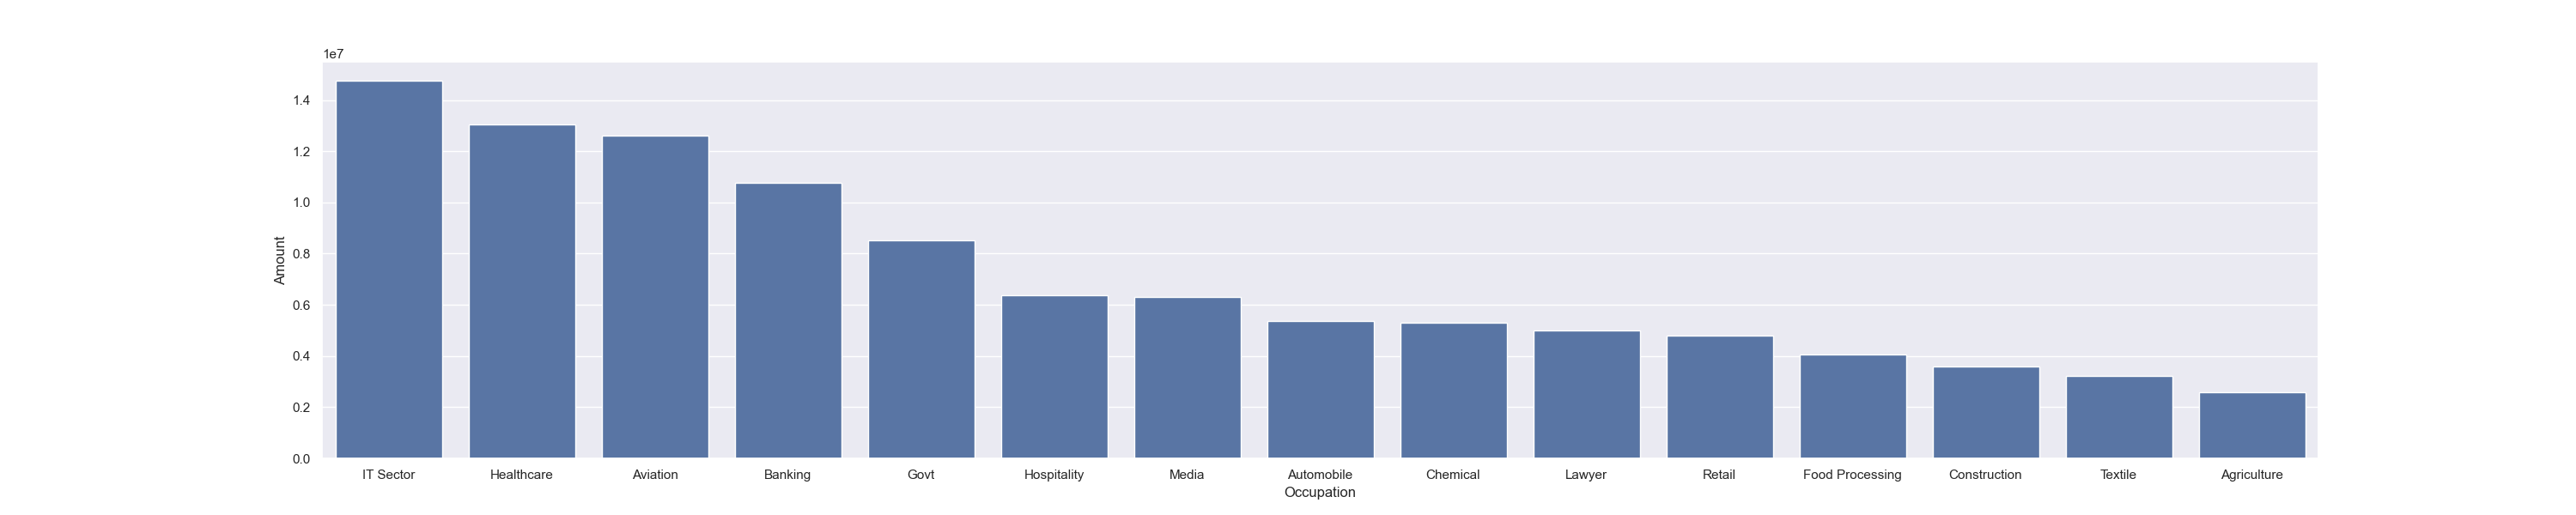 1e7
1.4
1.2
1.0
0.8
0.6
0.4
0.2
0.0
Amount
IT Sector Healthcare Aviation Banking Govt Hospitality Media Automobile Chemical Lawyer Retail Food Processing Construction Textile Agriculture
Occupation